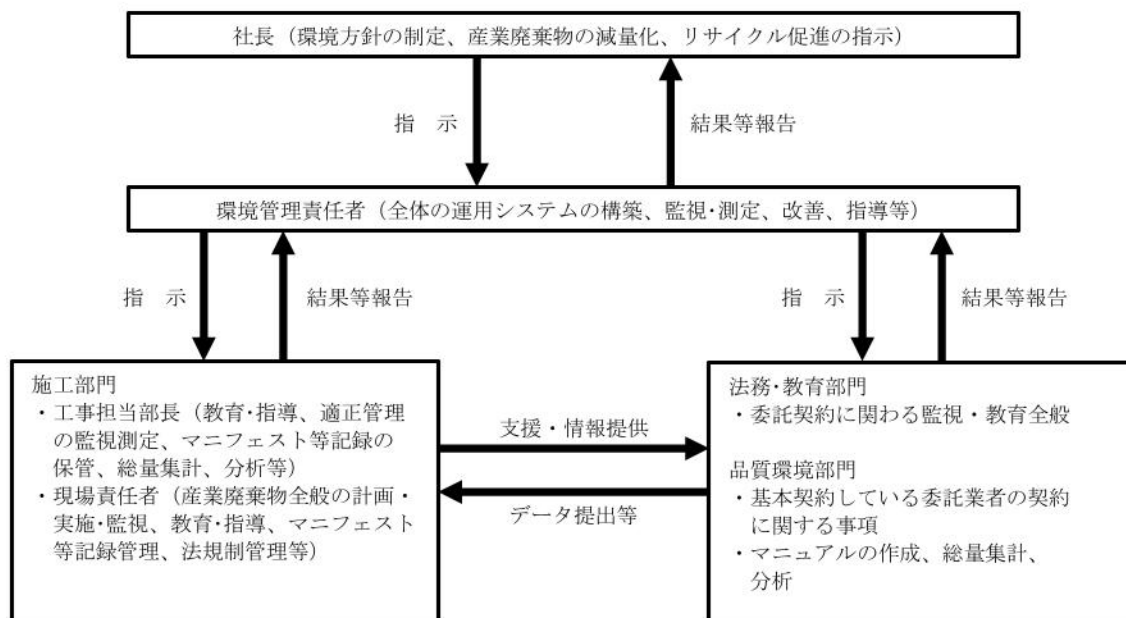 社長（環境方針の制定、産業廃棄物の減量化、リサイクル促進の指示）
指　示
結果等報告
環境管理責任者（全体の運用システムの構築、監視･測定、改善、指導等）
指　示
結果等報告
指　示
結果等報告
施工部門
・工事担当部長（教育･指導、適正管理
の監視測定、マニフェスト等記録の
保管、総量集計、分析等）
・現場責任者（産業廃棄物全般の計画・
実施･監視、教育･指導、マニフェスト
等記録管理、法規制管理等）
支援・情報提供
データ提出等
法務･教育部門
・委託契約に関わる監視・教育全般
品質環境部門
・基本契約している委託業者の契約
に関する事項
・マニュアルの作成、総量集計、
分析